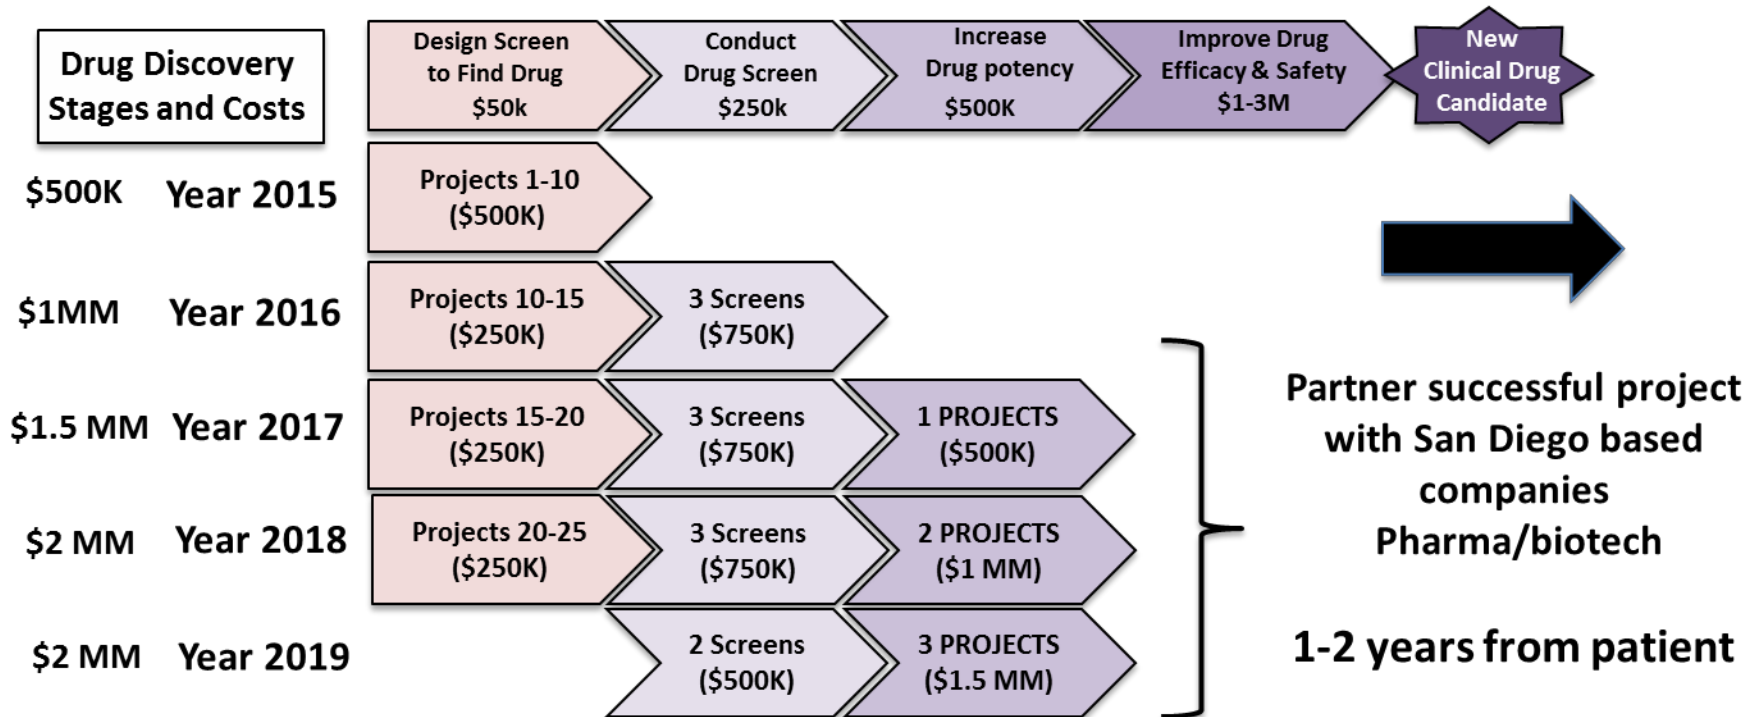 Drug Discovery
Stages and Costs
Design Screen
to Find Drug
$50k
Conduct
Drug Screen
$250k
Increase
Drug potency
$500K
Improve Drug
Efficacy & Safety
$1-3M
New
Clinical Drug
Candidate
$500K
Year 2015
Projects 1-10
($500K)
$1MM
Year 2016
Projects 10-15
($250K)
3 Screens
($750K)
$1.5 MM
Year 2017
Projects 15-20
($250K)
3 Screens
($750K)
1 PROJECTS
($500K)
$2 MM
Year 2018
Projects 20-25
($250K)
3 Screens
($750K)
2 PROJECTS
($1 MM)
$2 MM
Year 2019
2 Screens
($500K)
3 PROJECTS
($1.5 MM)
Partner successful project
with San Diego based
companies
Pharma/biotech
1-2 years from patient